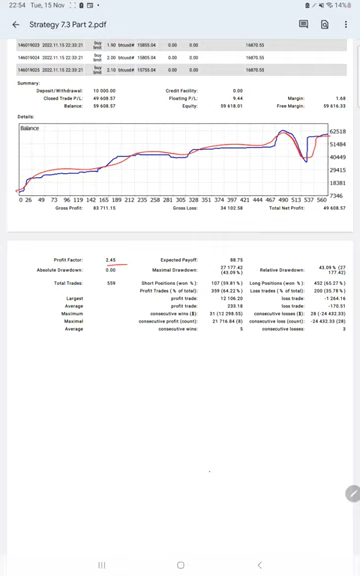 22:54 Tue, 15 Nov 14%
Strategy 7.3 Part 2.pdf
146019023 2022.11.15 22:33:21 buy limit 1.90 btcusd# 15855.04 0.00 0.00 16870.55
146019023 2022.11.15 22:33:21 buy limit 2.00 btcusd# 15805.04 0.00 0.00 16870.55
146019024 2022.11.15 22:33:21 buy limit 2.10 btcusd# 15755.04 0.00 0.00 16870.55
Summary:
Deposit/Withdrawal: 10 000.00 Credit Facility: 0.00
Closed Trade P/L: 49 608.57 Floating P/L: 9.44 Margin: 1.68
Balance: 59 608.57 Equity: 59 618.01 Free Margin: 59 616.33
Details:
Balance
62518
51484
40449
29415
18381
7346
0 26 49 73 96 119 142 165 189 212 235 258 281 305 328 351 374 397 421 444 467 490 513 537 560
Gross Profit: 83 711.15 Gross Loss: 34 102.58 Total Net Profit: 49 608.57
Profit Factor: 2.45 Expected Payoff: 88.75
Absolute Drawdown: 0.00 Maximal Drawdown: 27 177.42 (43.09%) Relative Drawdown: 43.09% (27 177.42)
Total Trades: 559 Short Positions (won %): 107 (59.81%) Long Positions (won %): 452 (65.27%)
Profit Trades (% of total): 359 (64.22%) Loss trades (% of total): 200 (35.78%)
Largest profit trade: 12 106.20 loss trade: -1 264.16
Average profit trade: 233.18 loss trade: -170.51
Maximum consecutive wins ($): 31 (12 298.55) consecutive losses ($): 28 (-24 432.33)
Maximal consecutive profit (count): 21 716.84 (8) consecutive loss (count): -24 432.33 (28)
Average consecutive wins: 5 consecutive losses: 3